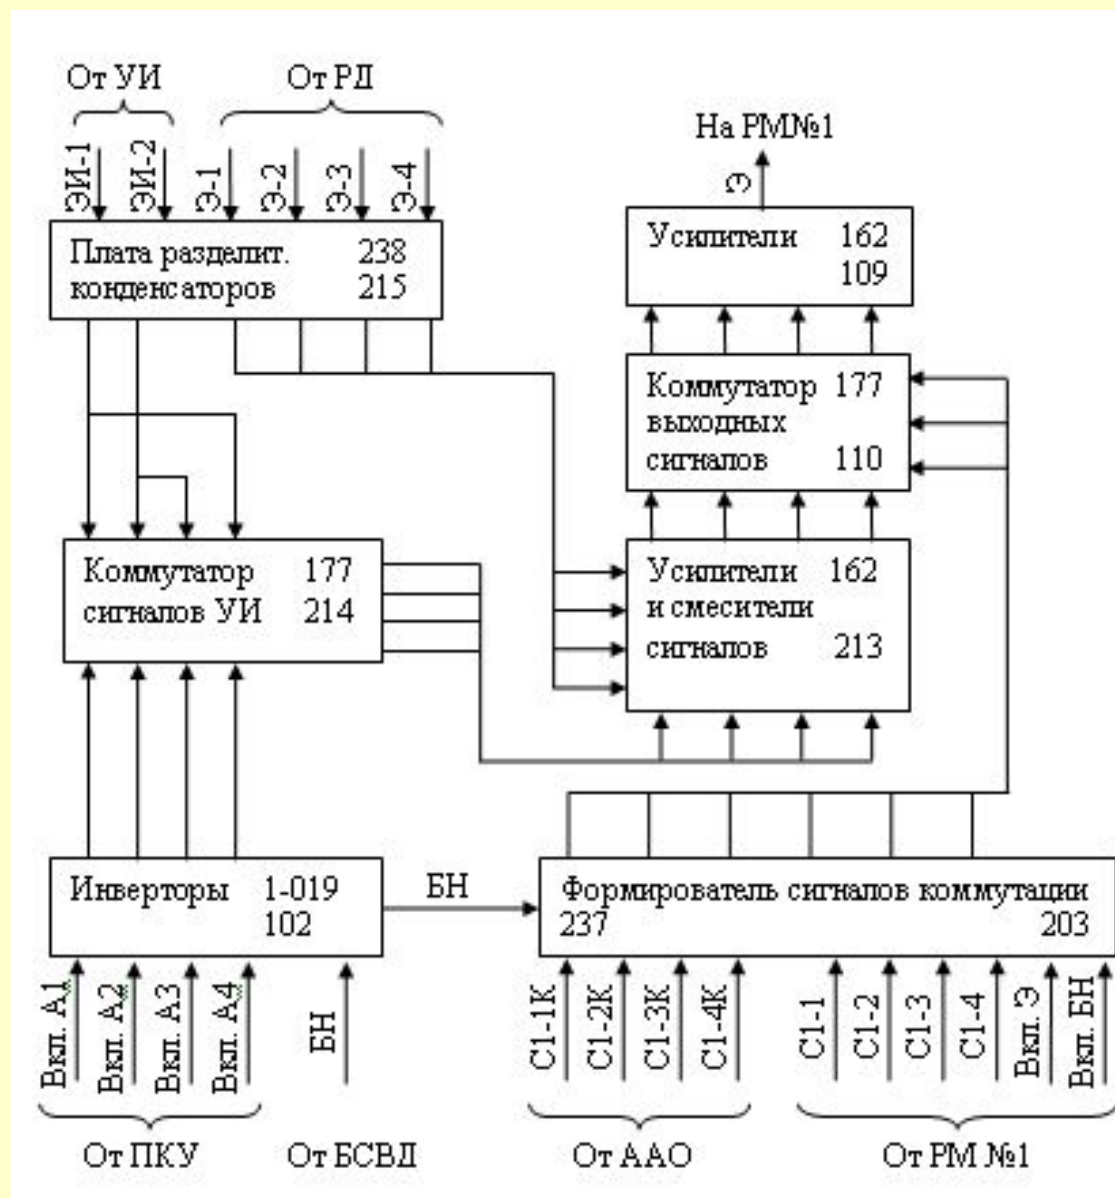 От УИ
От РД
ЭИ-1
ЭИ-2
Э-1
Э-2
Э-3
Э-4
На РМ№1
Э
Плата разделит. 238
конденсаторов 215
Усилители 162
109
Коммутатор 177
выходных
сигналов 110
Коммутатор 177
сигналов УИ 214
Усилители 162
и смесители
сигналов 213
Инверторы 1-019
102
БН
Формирователь сигналов коммутации
237 203
Вкл. А1
Вкл. А2
Вкл. А3
Вкл. А4
БН
С1-1К
С1-2К
С1-3К
С1-4К
С1-1
С1-2
С1-3
С1-4
Вкл. Э
Вкл. БН
От ПКУ
От БСВД
От ААО
От РМ №1